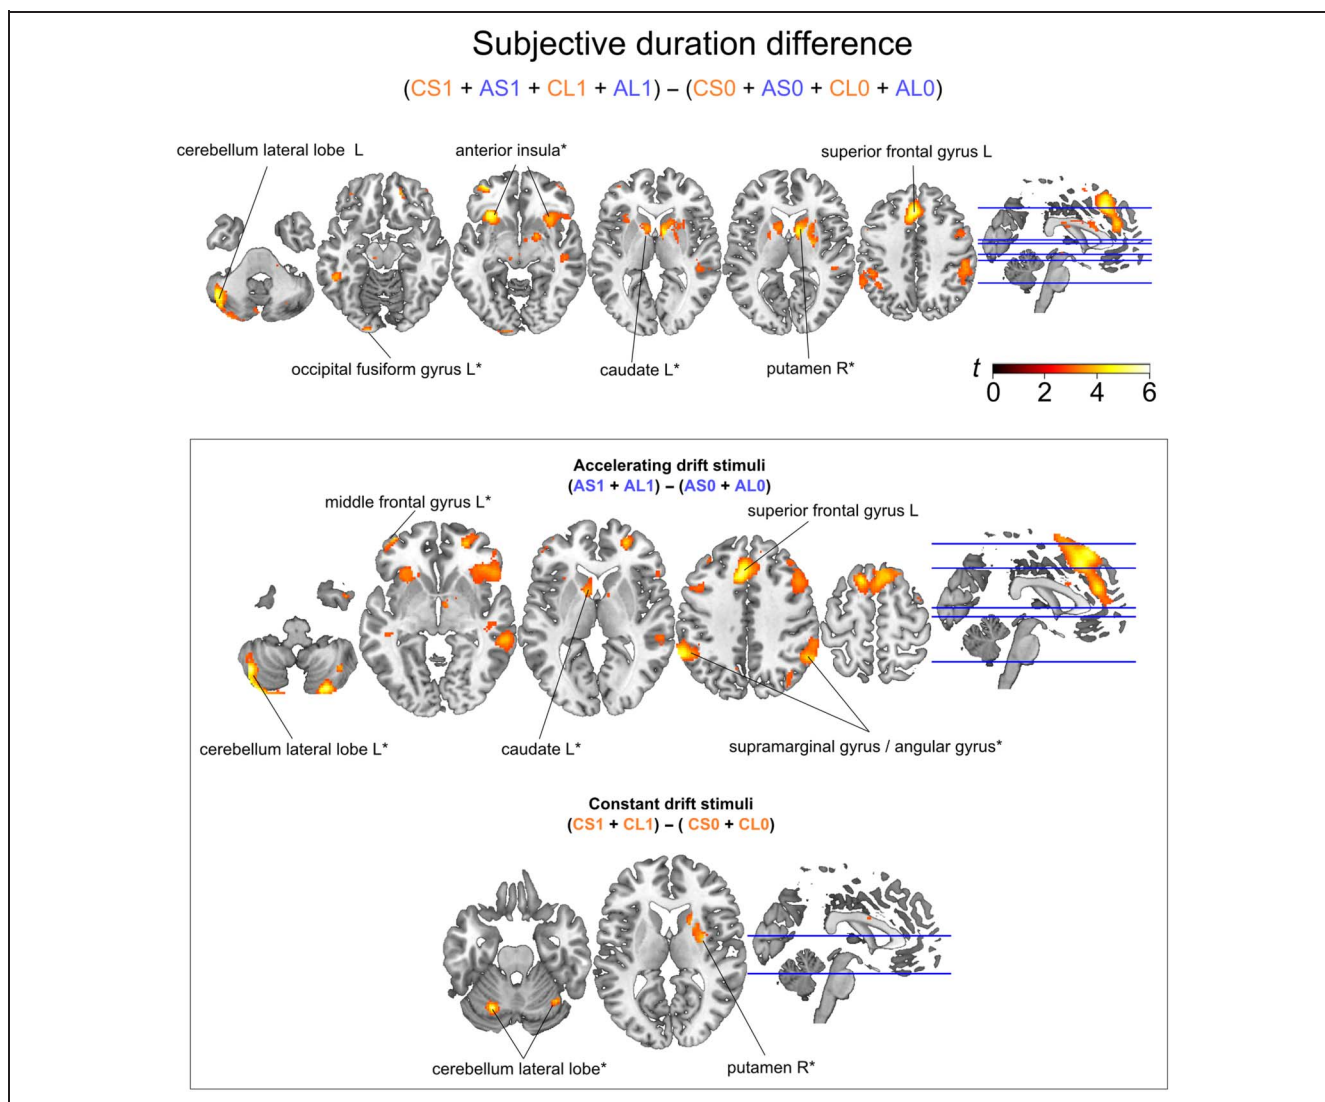 Subjective duration difference
(CS1 + AS1 + CL1 + AL1) – (CS0 + AS0 + CL0 + AL0)
cerebellum lateral lobe L
anterior insula*
superior frontal gyrus L
occipital fusiform gyrus L*
caudate L*
putamen R*
t
0 2 4 6
Accelerating drift stimuli
(AS1 + AL1) – (AS0 + AL0)
middle frontal gyrus L*
superior frontal gyrus L
cerebellum lateral lobe L*
caudate L*
supramarginal gyrus / angular gyrus*
Constant drift stimuli
(CS1 + CL1) – ( CS0 + CL0)
cerebellum lateral lobe*
putamen R*